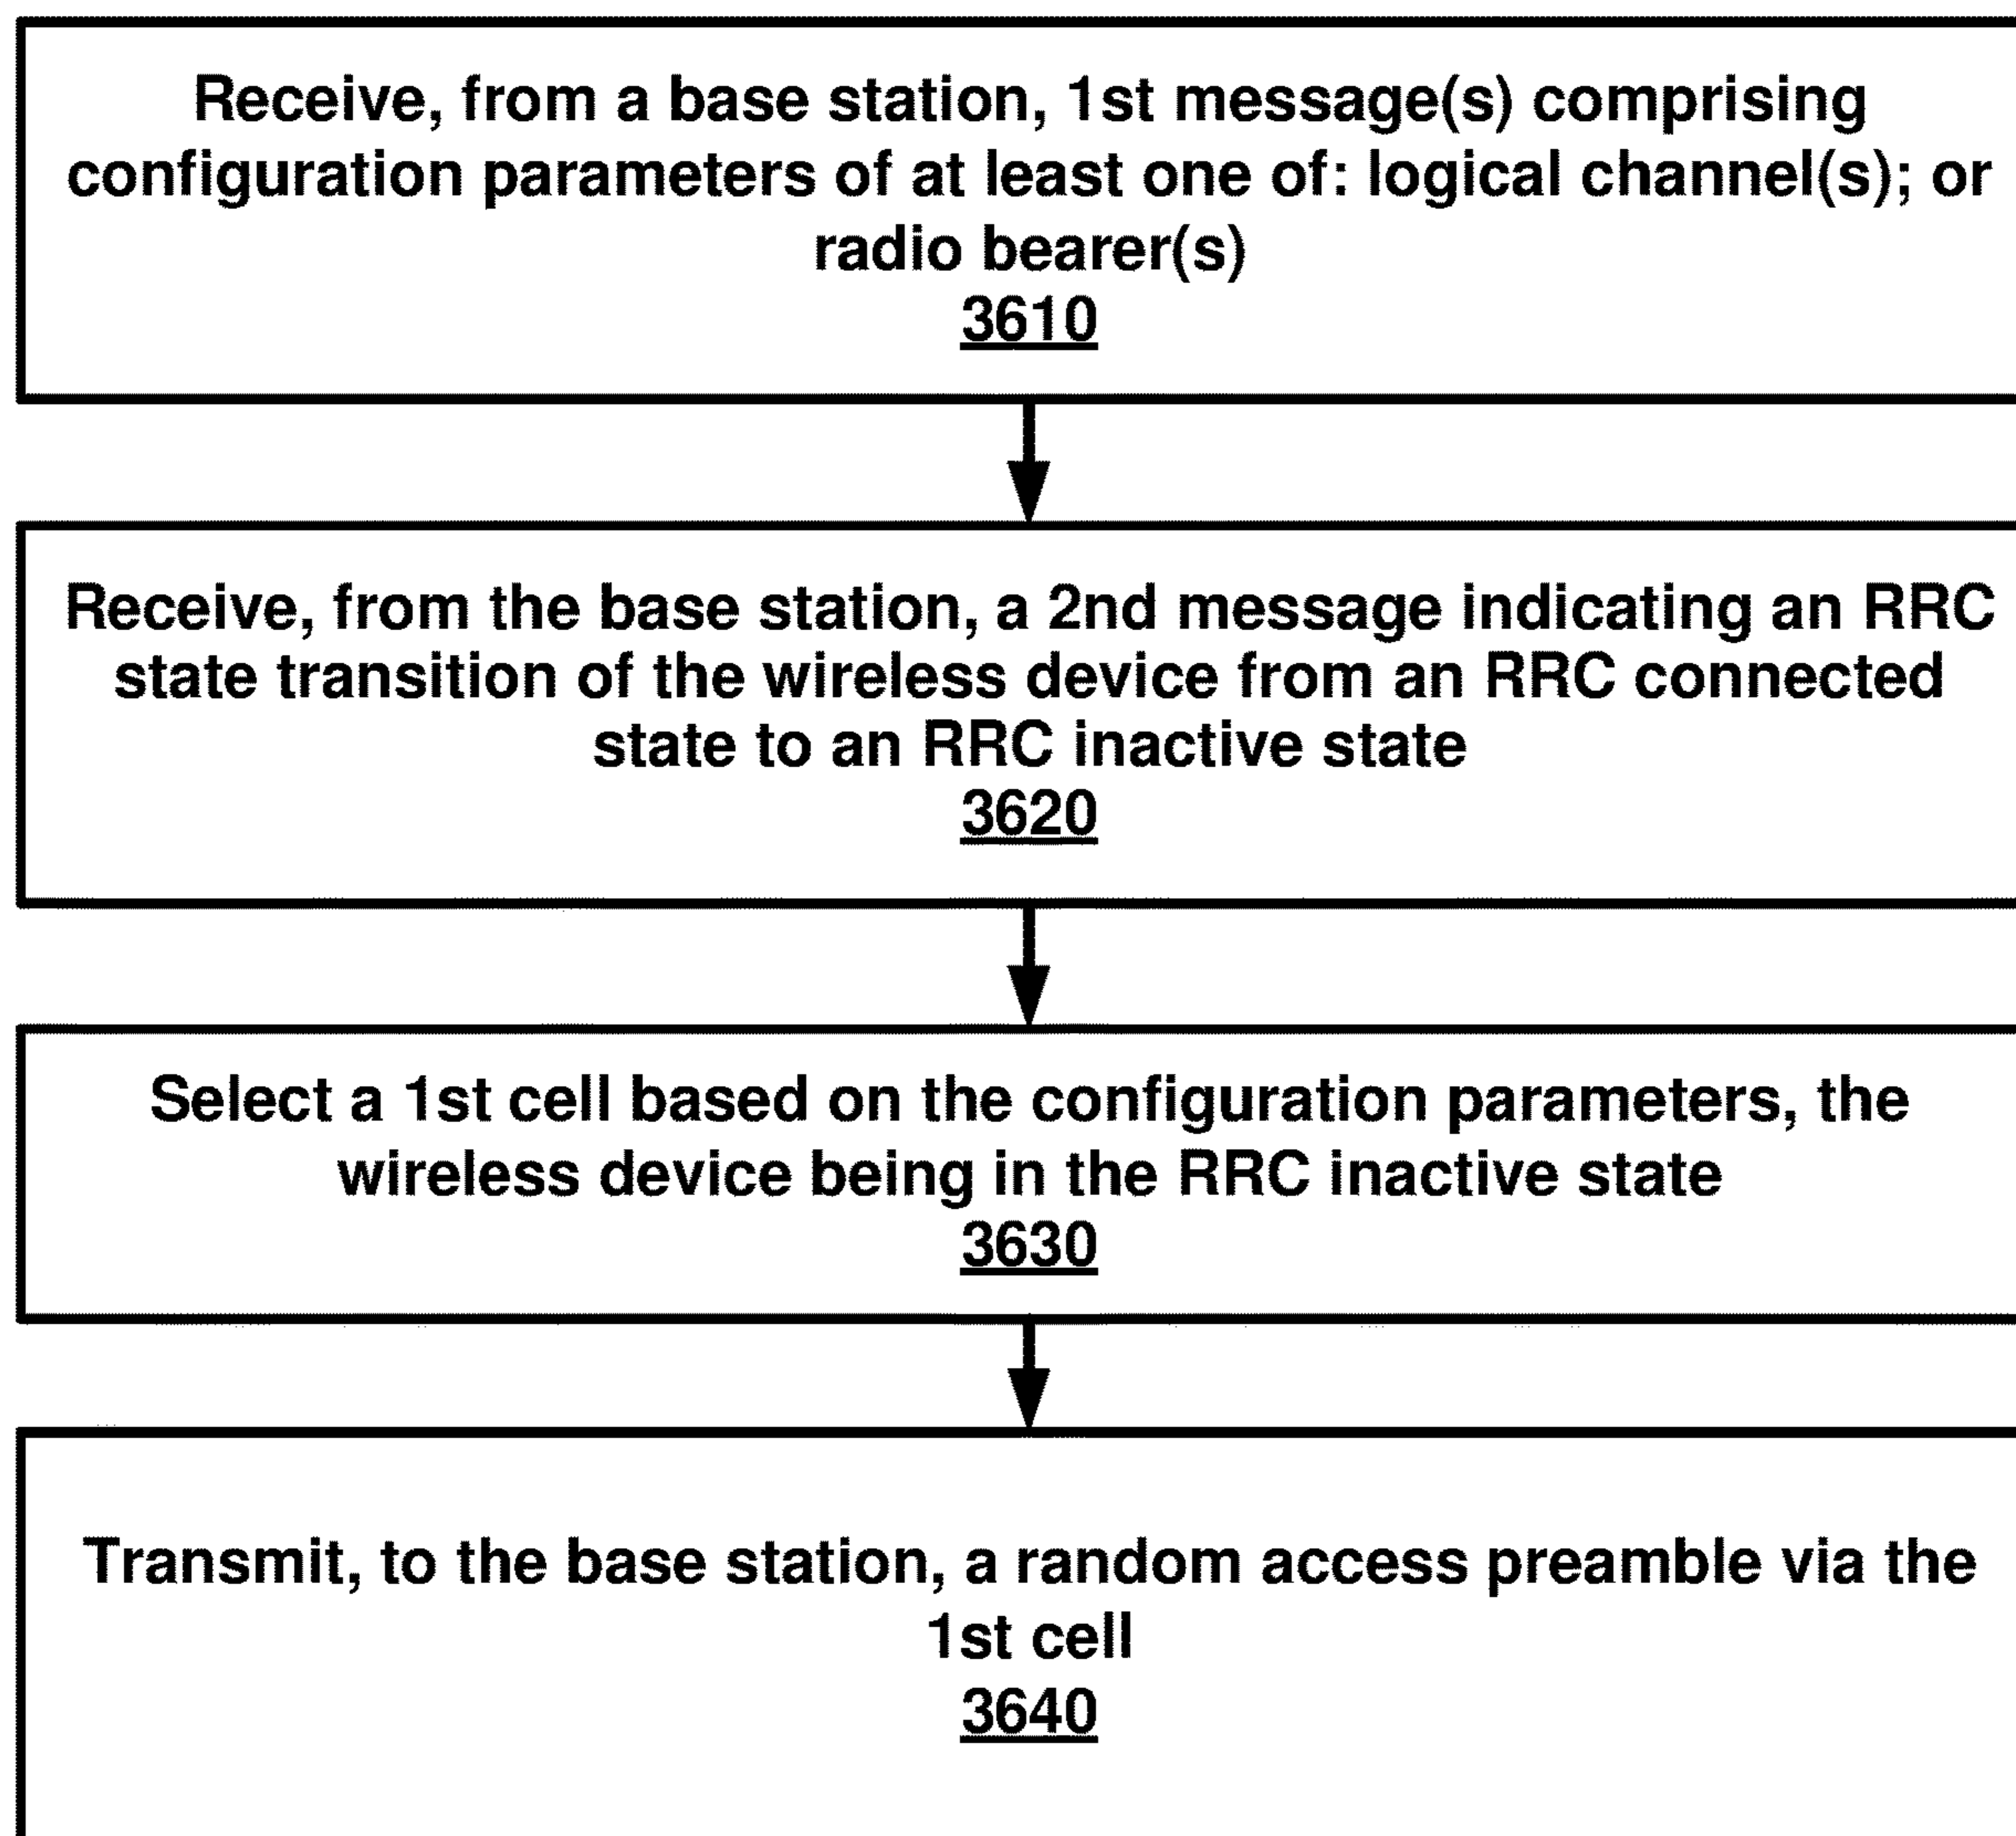 Receive, from a base station, 1st message(s) comprising
configuration parameters of at least one of: logical channel(s); or
radio bearer(s)
3610
Receive, from the base station, a 2nd message indicating an RRC
state transition of the wireless device from an RRC connected
state to an RRC inactive state
3620
Select a 1st cell based on the configuration parameters, the
wireless device being in the RRC inactive state
3630
Transmit, to the base station, a random access preamble via the
1st cell
3640